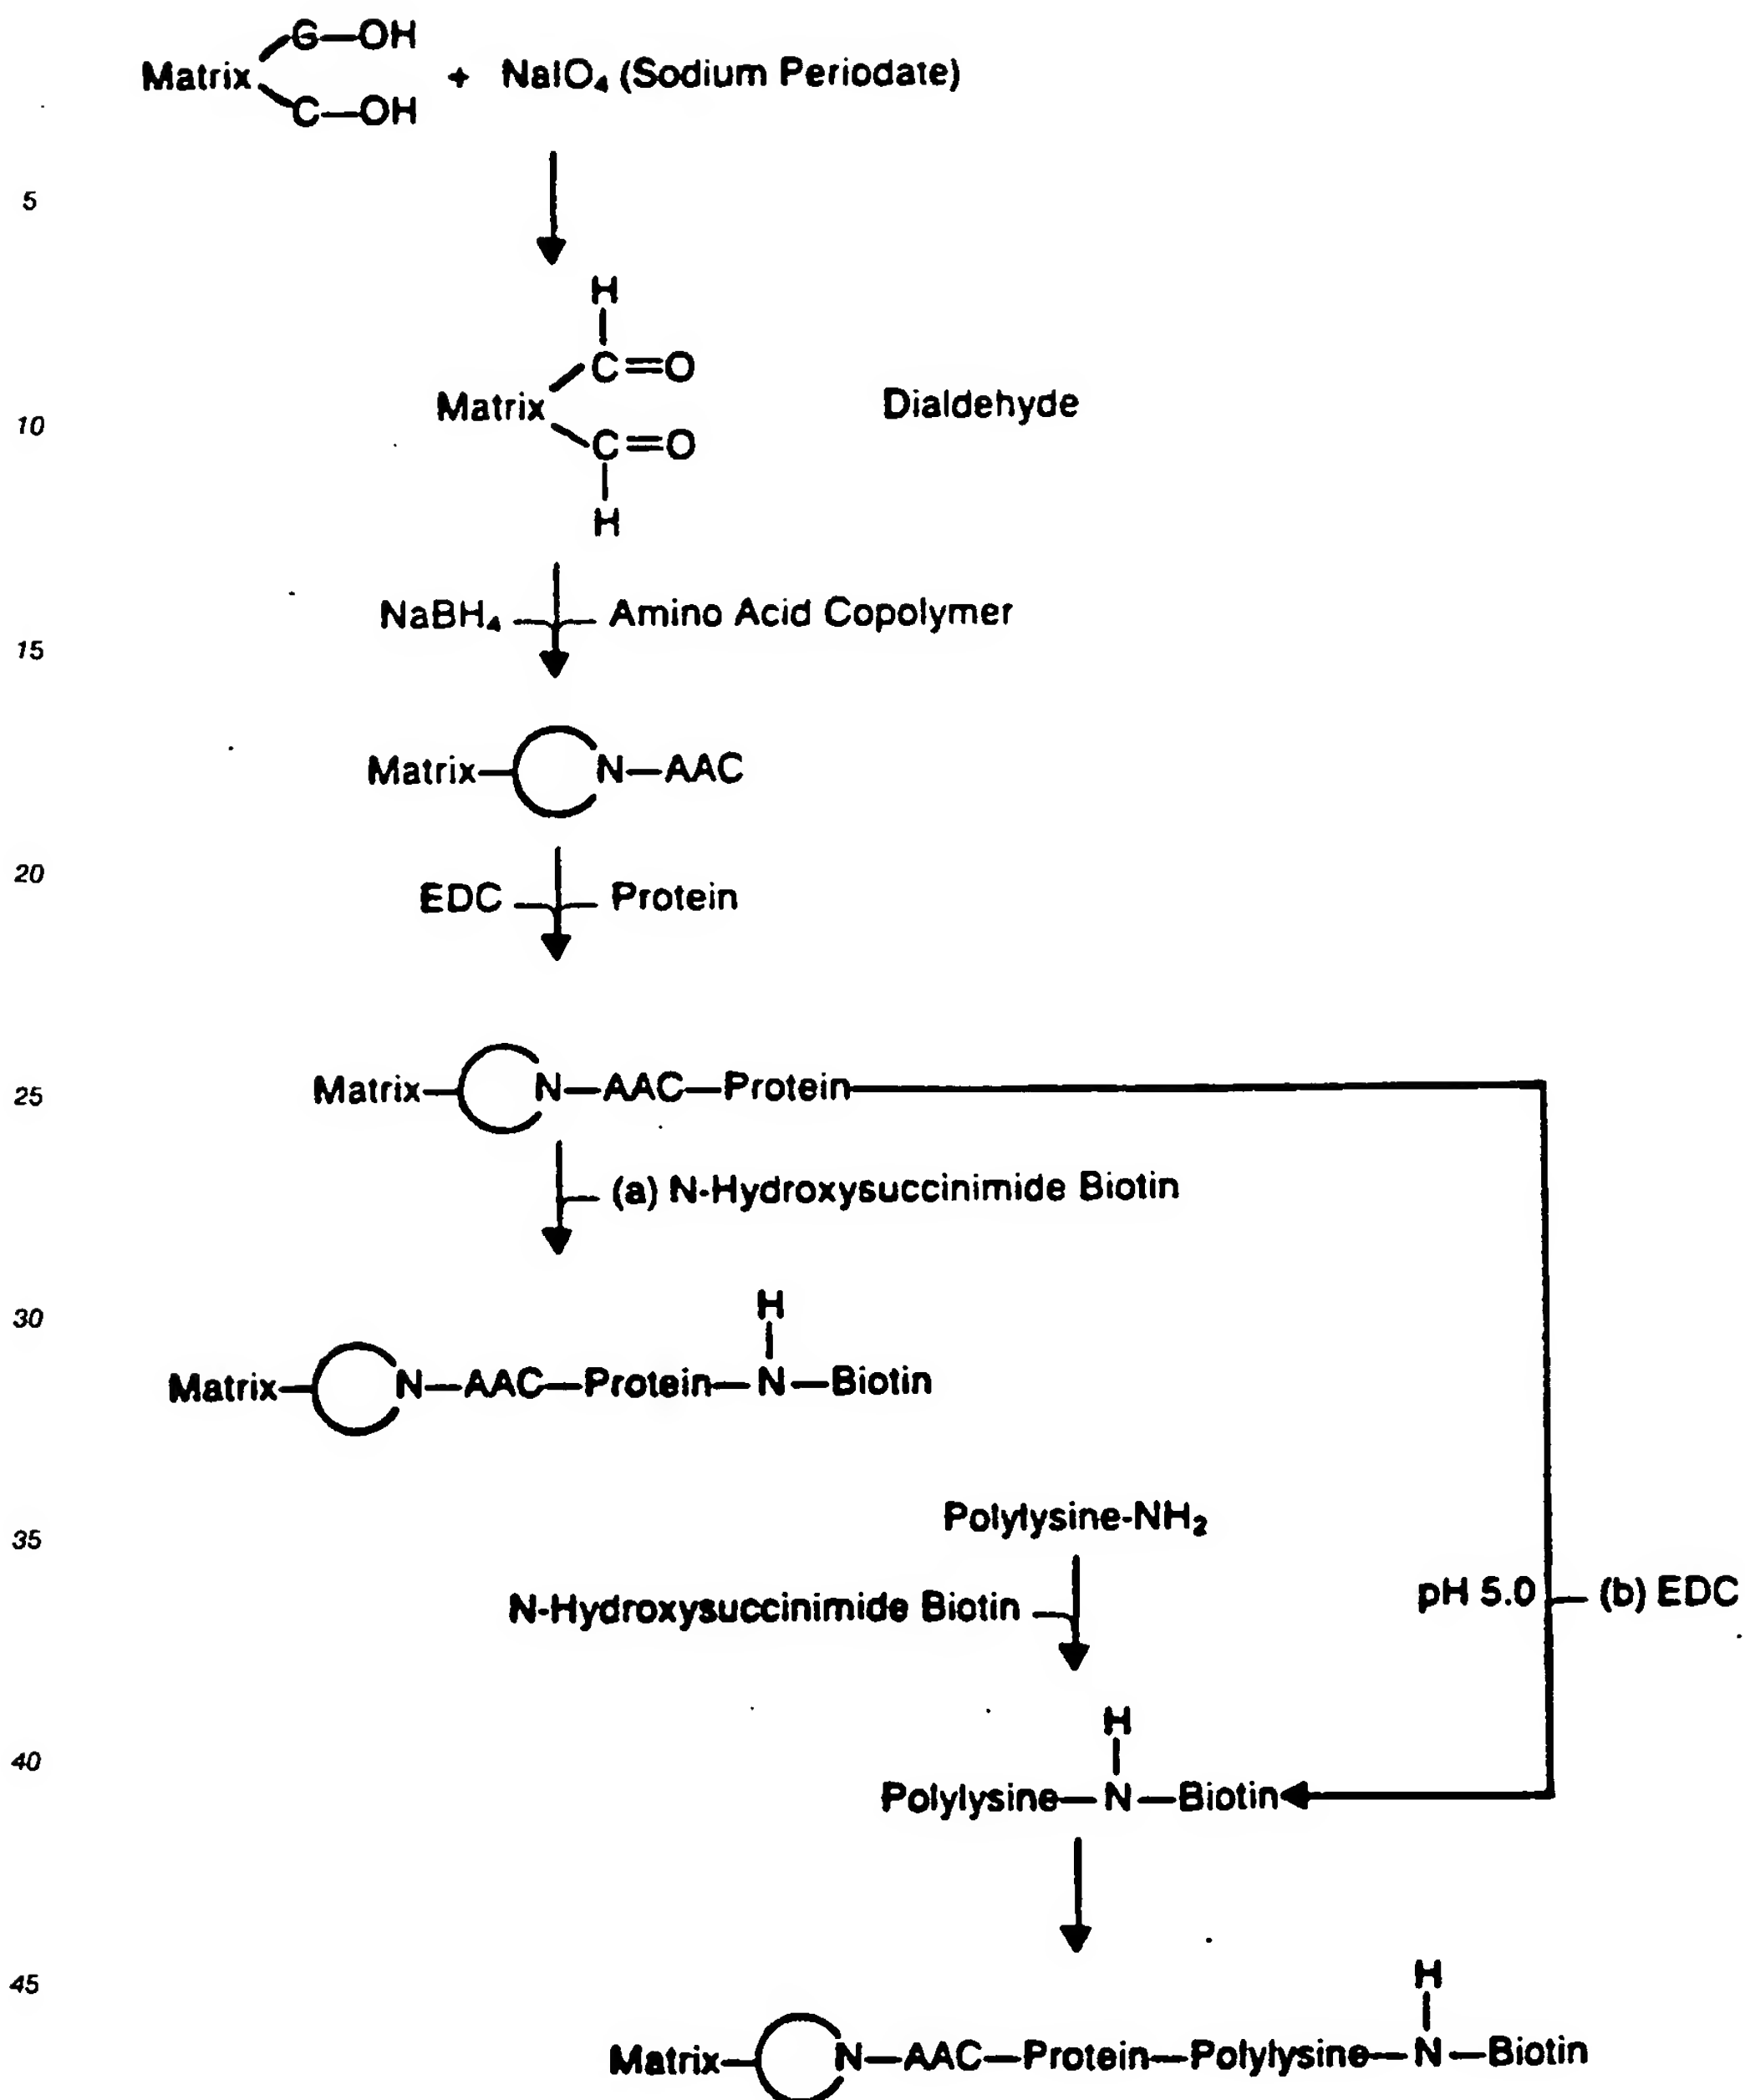 G—OH
Matrix + NaIO₄ (Sodium Periodate)
C—OH
5
H
C=O
Matrix Dialdehyde
10
C=O
H
NaBH₄ Amino Acid Copolymer
15
Matrix— N—AAC
20
EDC Protein
25
Matrix— N—AAC—Protein
(a) N-Hydroxysuccinimide Biotin
30
H
Matrix— N—AAC—Protein—N—Biotin
Polylysine-NH₂
35
N-Hydroxysuccinimide Biotin
pH 5.0 (b) EDC
H
40
Polylysine—N—Biotin
45
H
Matrix— N—AAC—Protein—Polylysine—N—Biotin